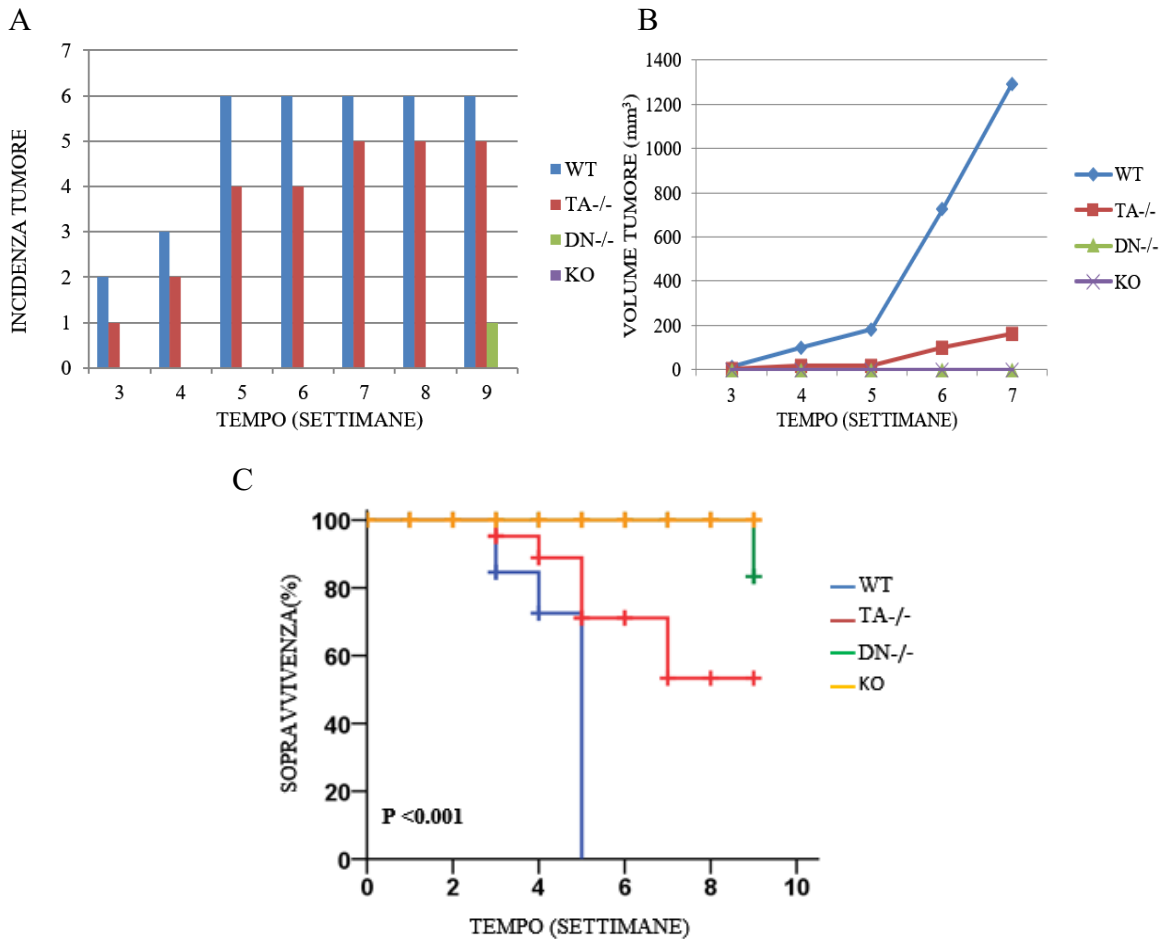 A
7
6
5
4
3
2
1
0
INCIDENZA TUMORE
3 4 5 6 7 8 9
TEMPO (SETTIMANE)
WT
TA-/-
DN-/-
KO
B
1400
1200
1000
800
600
400
200
0
VOLUME TUMORE (mm³)
3 4 5 6 7
TEMPO (SETTIMANE)
WT
TA-/-
DN-/-
KO
C
100
80
60
40
20
0
SOPRAVVIVENZA(%)
P <0.001
0 2 4 6 8 10
TEMPO (SETTIMANE)
WT
TA-/-
DN-/-
KO